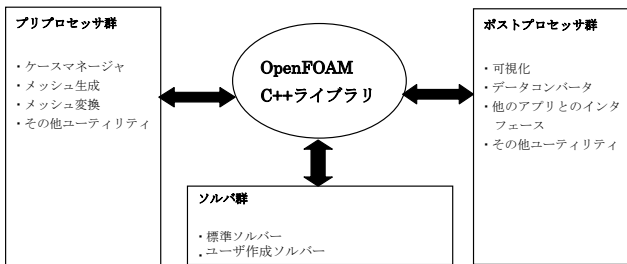 プリプロセッサ群
・ケースマネージャ
・メッシュ生成
・メッシュ変換
・その他ユーティリティ
OpenFOAM
C++ライブラリ
ポストプロセッサ群
・可視化
・データコンバータ
・他のアプリとのインタ
フェース
・その他ユーティリティ
ソルバ群
・標準ソルバー
・ユーザ作成ソルバー